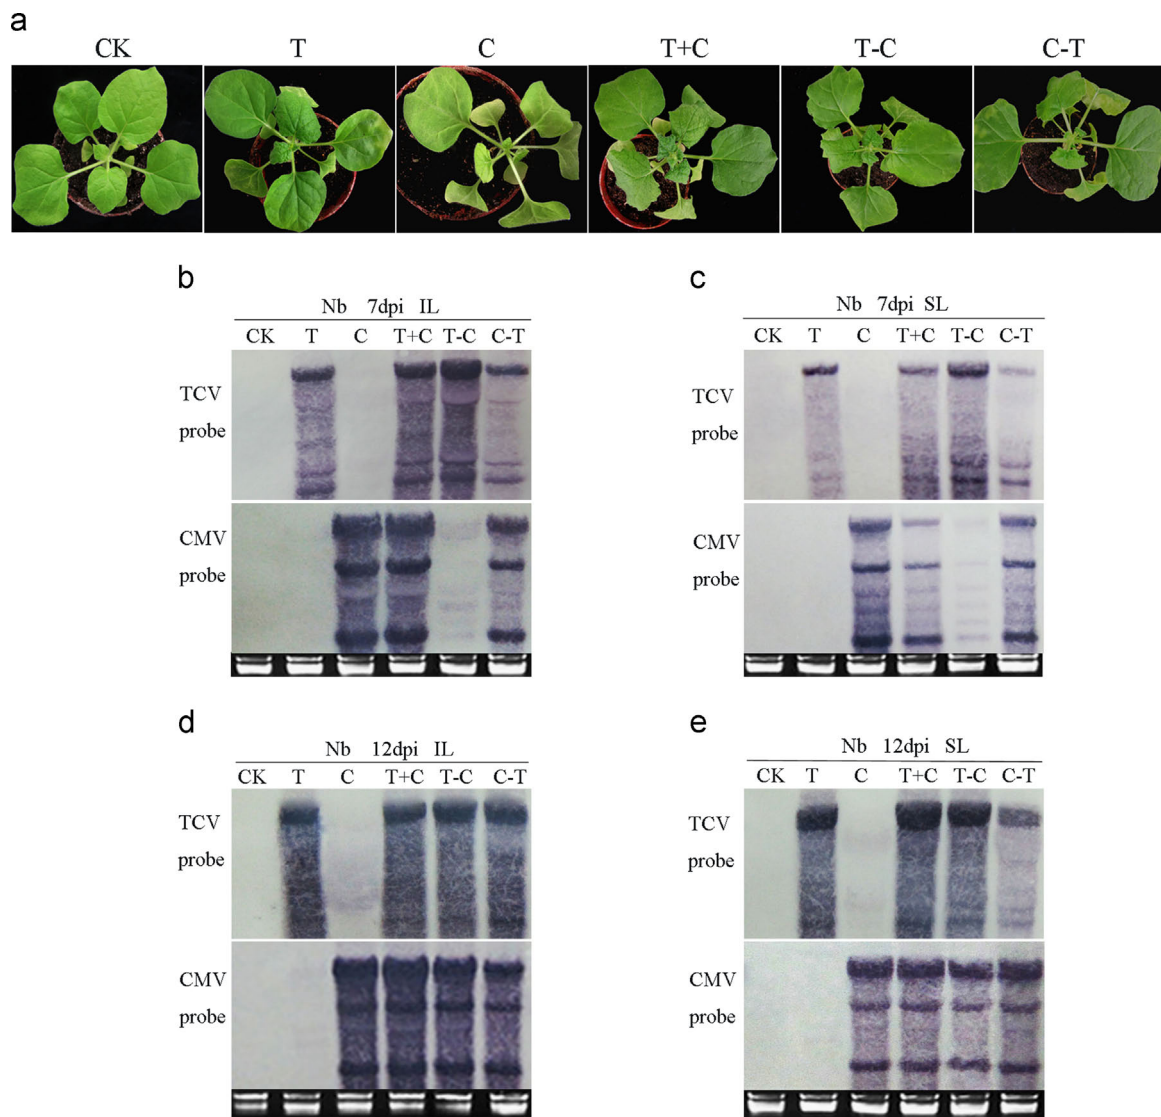 a
CK T C T+C T-C C-T
b
Nb 7dpi IL
CK T C T+C T-C C-T
TCV
probe
CMV
probe
c
Nb 7dpi SL
CK T C T+C T-C C-T
TCV
probe
CMV
probe
d
Nb 12dpi IL
CK T C T+C T-C C-T
TCV
probe
CMV
probe
e
Nb 12dpi SL
CK T C T+C T-C C-T
TCV
probe
CMV
probe